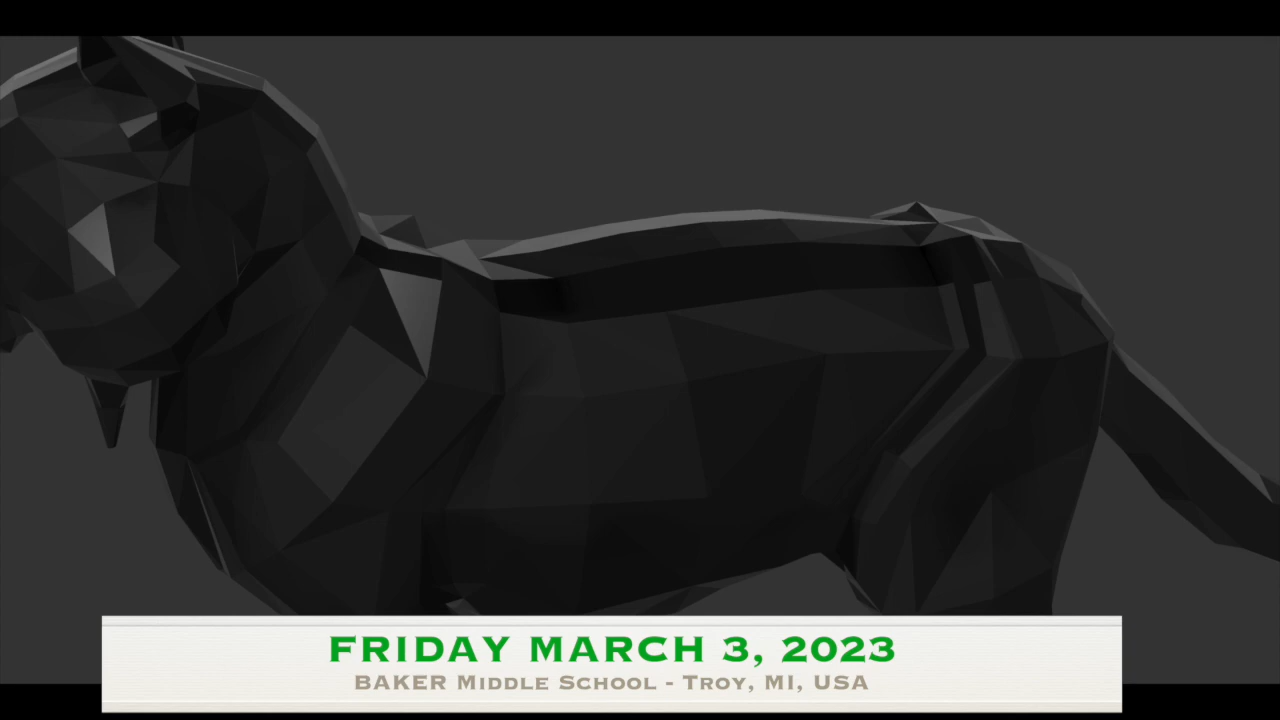 FRIDAY MARCH 3, 2023
BAKER Middle School - Troy, MI, USA